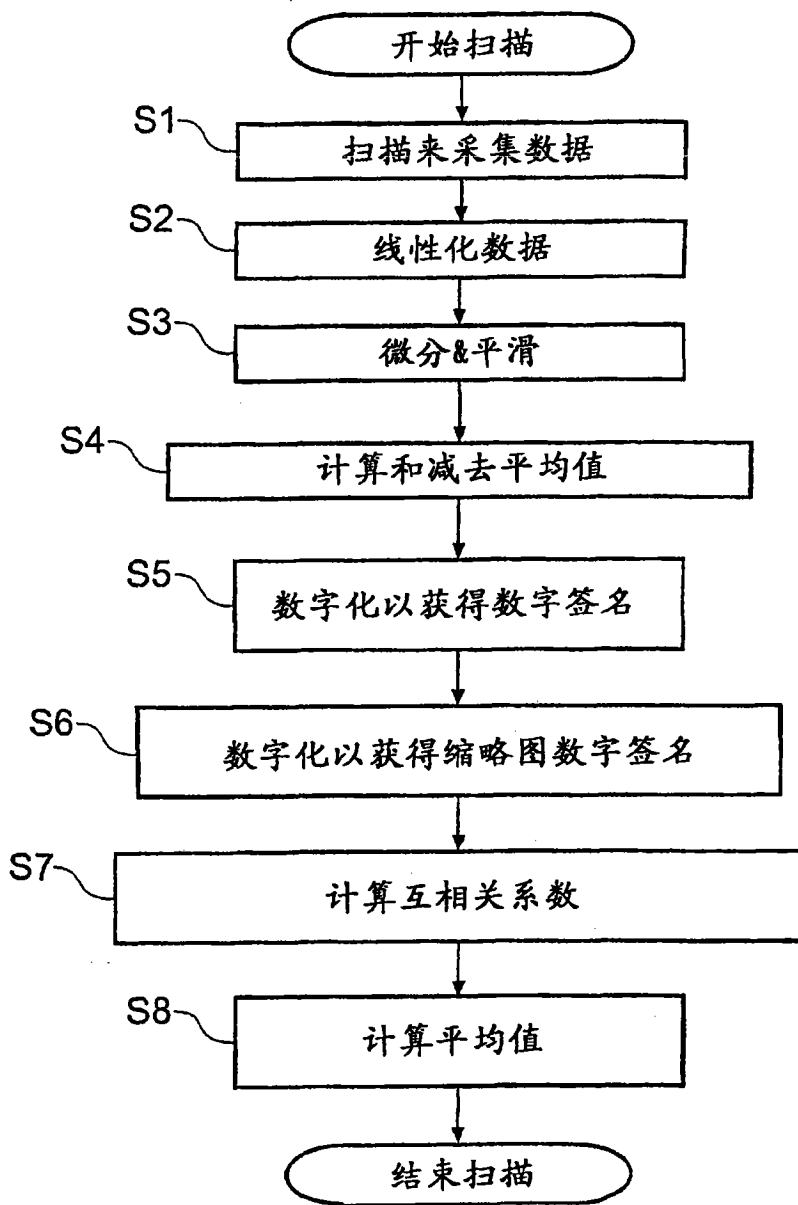 开始扫描
S1
扫描来采集数据
S2
线性化数据
S3
微分&平滑
S4
计算和减去平均值
S5
数字化以获得数字签名
S6
数字化以获得缩略图数字签名
S7
计算互相关系数
S8
计算平均值
结束扫描